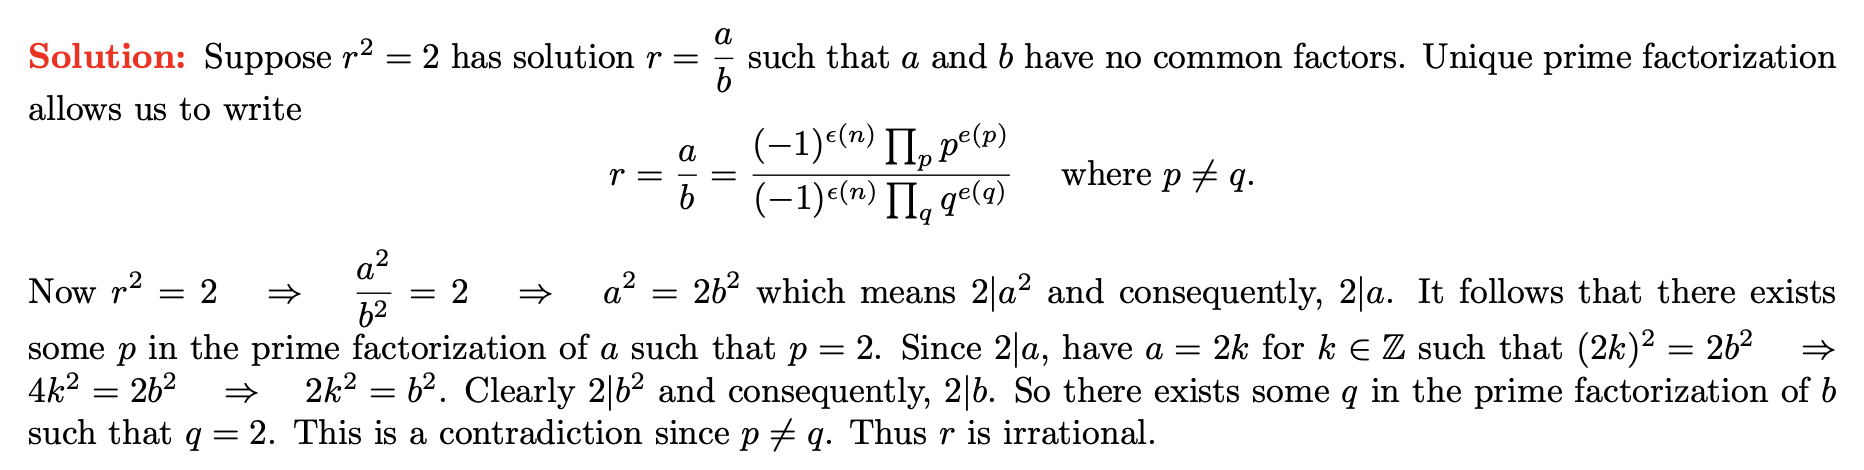 Solution: Suppose r² = 2 has solution r = a/b such that a and b have no common factors. Unique prime factorization
allows us to write
r = a/b = ((−1)^{ϵ(n)} ∏_p p^{e(p)}) / ((−1)^{ϵ(n)} ∏_q q^{e(q)}) where p ≠ q.
Now r² = 2 ⇒ a²/b² = 2 ⇒ a² = 2b² which means 2|a² and consequently, 2|a. It follows that there exists
some p in the prime factorization of a such that p = 2. Since 2|a, have a = 2k for k ∈ ℤ such that (2k)² = 2b² ⇒
4k² = 2b² ⇒ 2k² = b². Clearly 2|b² and consequently, 2|b. So there exists some q in the prime factorization of b
such that q = 2. This is a contradiction since p ≠ q. Thus r is irrational.